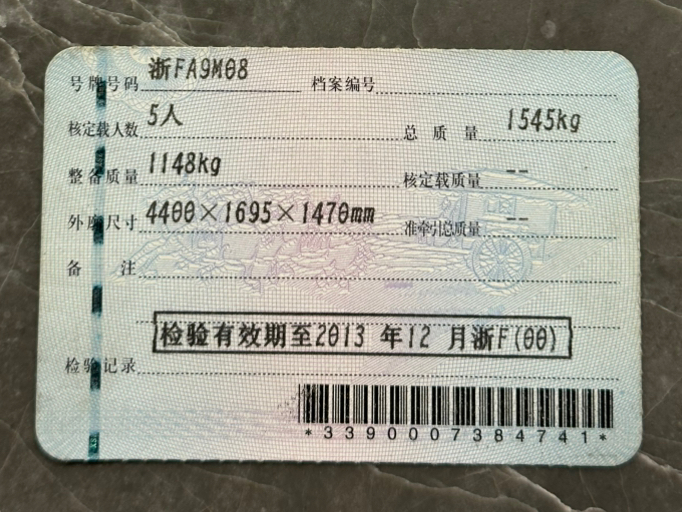 号牌号码 浙FA9M08 档案编号
核定载人数 5人 总质量 1545kg
整备质量 1148kg 核定载质量 --
外廓尺寸 4400×1695×1470mm 准牵引总质量 --
备注
检验有效期至2013 年12 月浙F(00)
检验记录
*3390007384741*